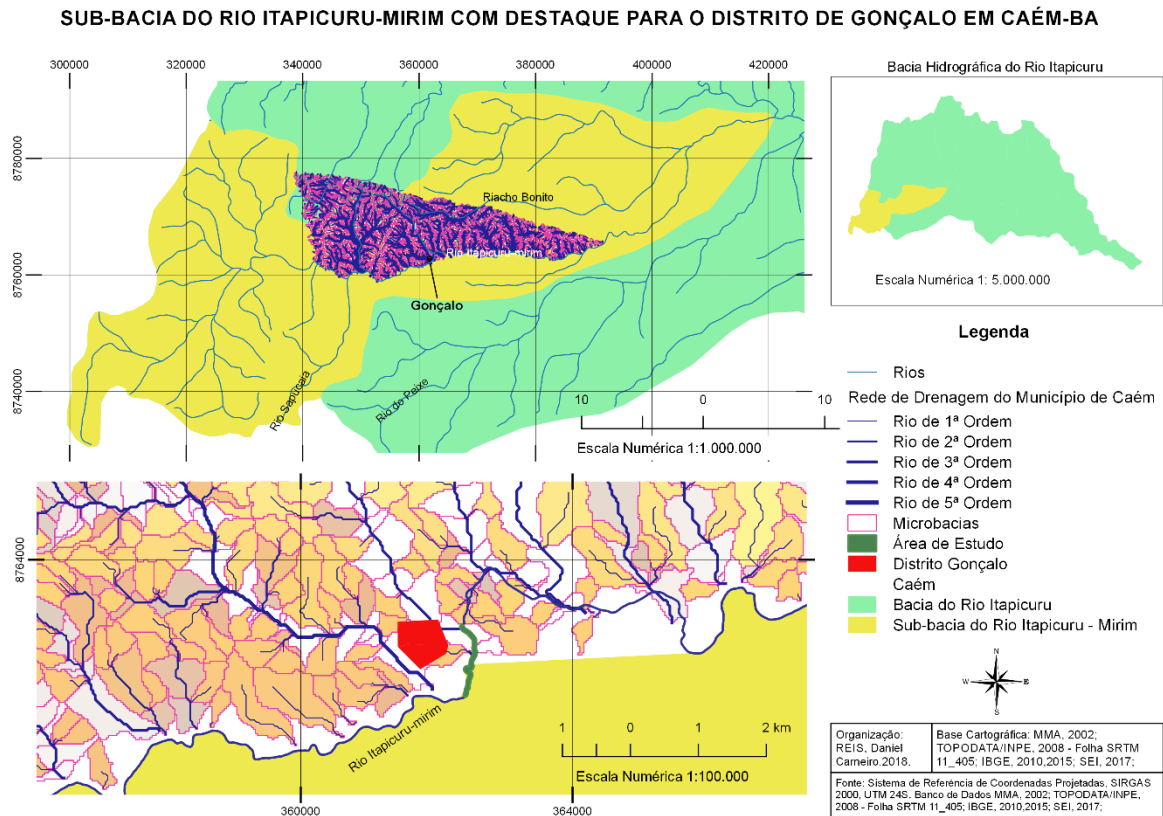 SUB-BACIA DO RIO ITAPICURU-MIRIM COM DESTAQUE PARA O DISTRITO DE GONÇALO EM CAÉM-BA
300000
320000
340000
360000
380000
400000
420000
8780000
8760000
8740000
Riacho Bonito
Rio Itapicuru-mirim
Gonçalo
Rio Sapucaia
Rio de Peixe
10
0
10
Escala Numérica 1:1.000.000
Bacia Hidrográfica do Rio Itapicuru
Escala Numérica 1: 5.000.000
Legenda
Rios
Rede de Drenagem do Município de Caém
Rio de 1ª Ordem
Rio de 2ª Ordem
Rio de 3ª Ordem
Rio de 4ª Ordem
Rio de 5ª Ordem
Microbacias
Área de Estudo
Distrito Gonçalo
Caém
Bacia do Rio Itapicuru
Sub-bacia do Rio Itapicuru - Mirim
N
W
E
S
8764000
Rio Itapicuru-mirim
1
0
1
2 km
Escala Numérica 1:100.000
360000
364000
Organização:
REIS, Daniel
Carneiro.2018.
Base Cartográfica: MMA, 2002;
TOPODATA/INPE, 2008 - Folha SRTM
11_405; IBGE, 2010,2015; SEI, 2017;
Fonte: Sistema de Referência de Coordenadas Projetadas, SIRGAS
2000, UTM 24S. Banco de Dados MMA, 2002; TOPODATA/INPE,
2008 - Folha SRTM 11_405; IBGE, 2010,2015; SEI, 2017;